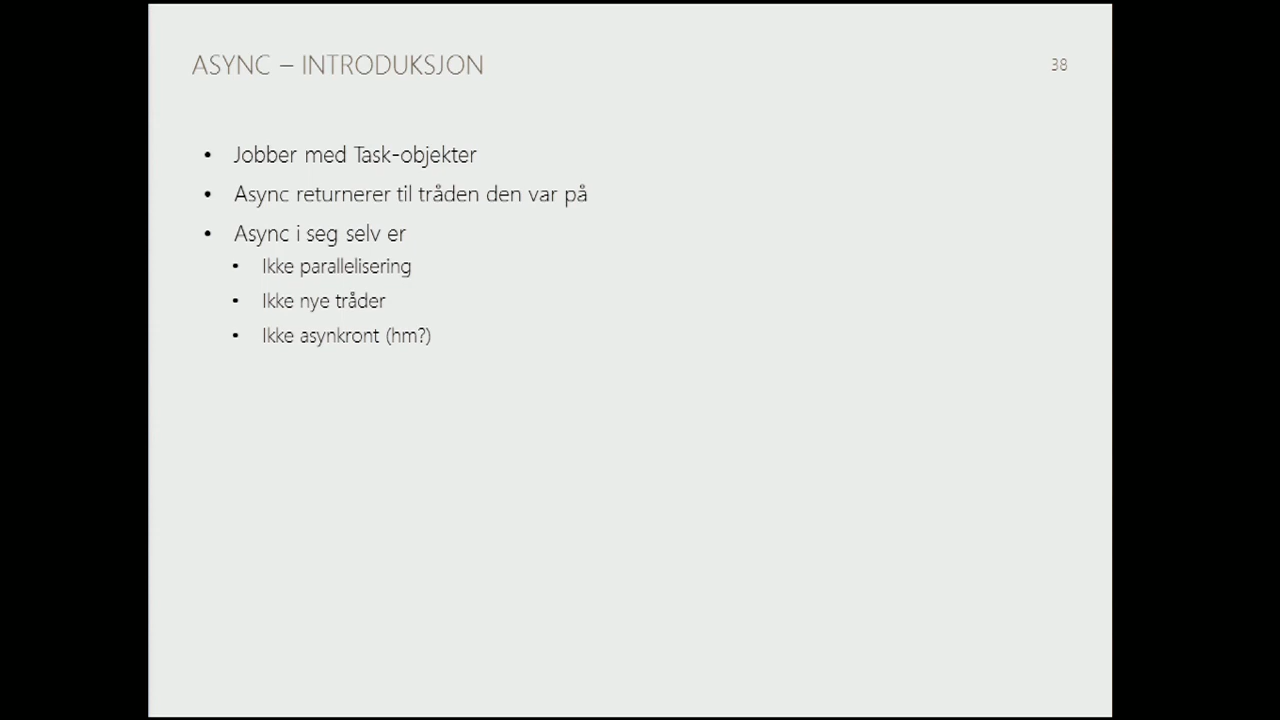 ASYNC – INTRODUKSJON
38
• Jobber med Task-objekter
• Async returnerer til tråden den var på
• Async i seg selv er
• Ikke parallelisering
• Ikke nye tråder
• Ikke asynkront (hm?)